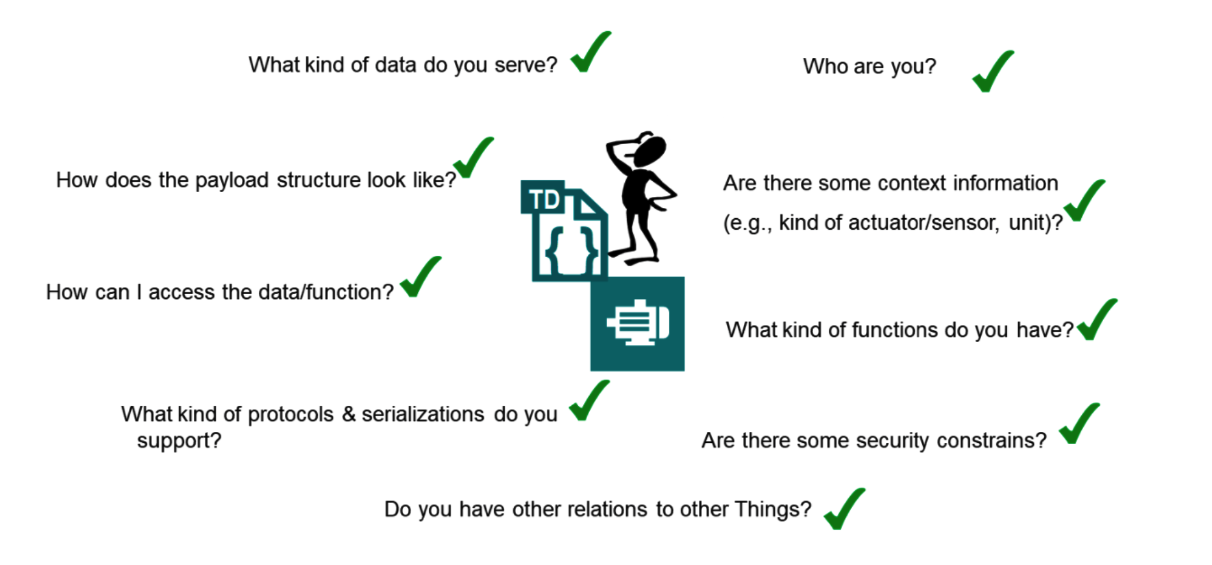 What kind of data do you serve?
Who are you?
How does the payload structure look like?
Are there some context information
(e.g., kind of actuator/sensor, unit)?
TD
{ }
How can I access the data/function?
What kind of functions do you have?
What kind of protocols & serializations do you
support?
Are there some security constrains?
Do you have other relations to other Things?